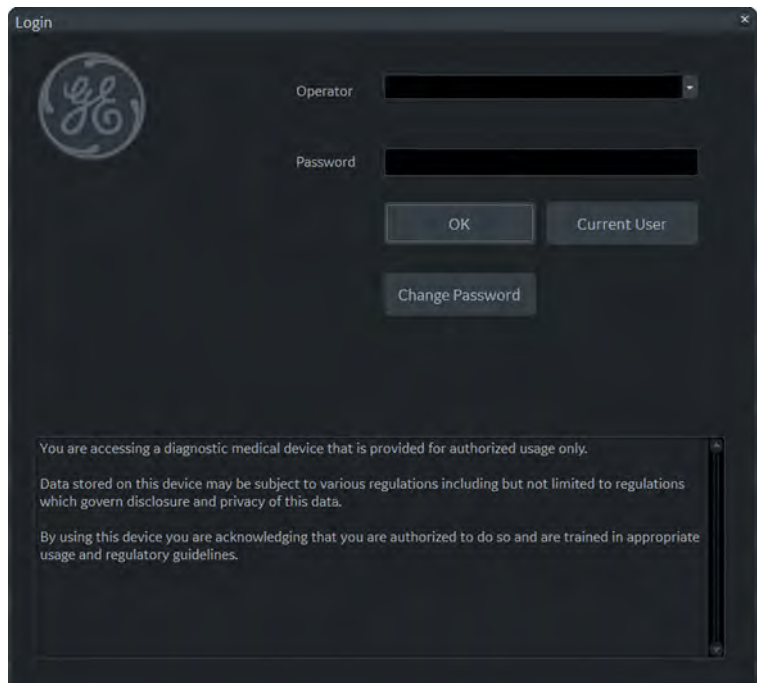 Login
GE
Operator
Password
OK
Current User
Change Password
You are accessing a diagnostic medical device that is provided for authorized usage only.
Data stored on this device may be subject to various regulations including but not limited to regulations
which govern disclosure and privacy of this data.
By using this device you are acknowledging that you are authorized to do so and are trained in appropriate
usage and regulatory guidelines.